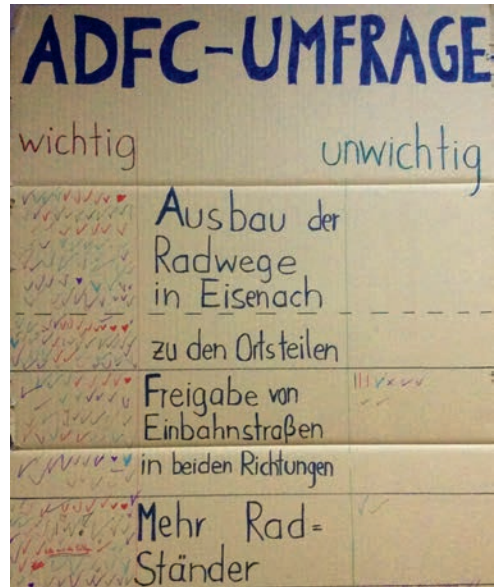 ADFC-UMFRAGE
wichtig
unwichtig
Ausbau der
Radwege
in Eisenach
zu den Ortsteilen
Freigabe von
Einbahnstraßen
in beiden Richtungen
Mehr Rad=
Ständer